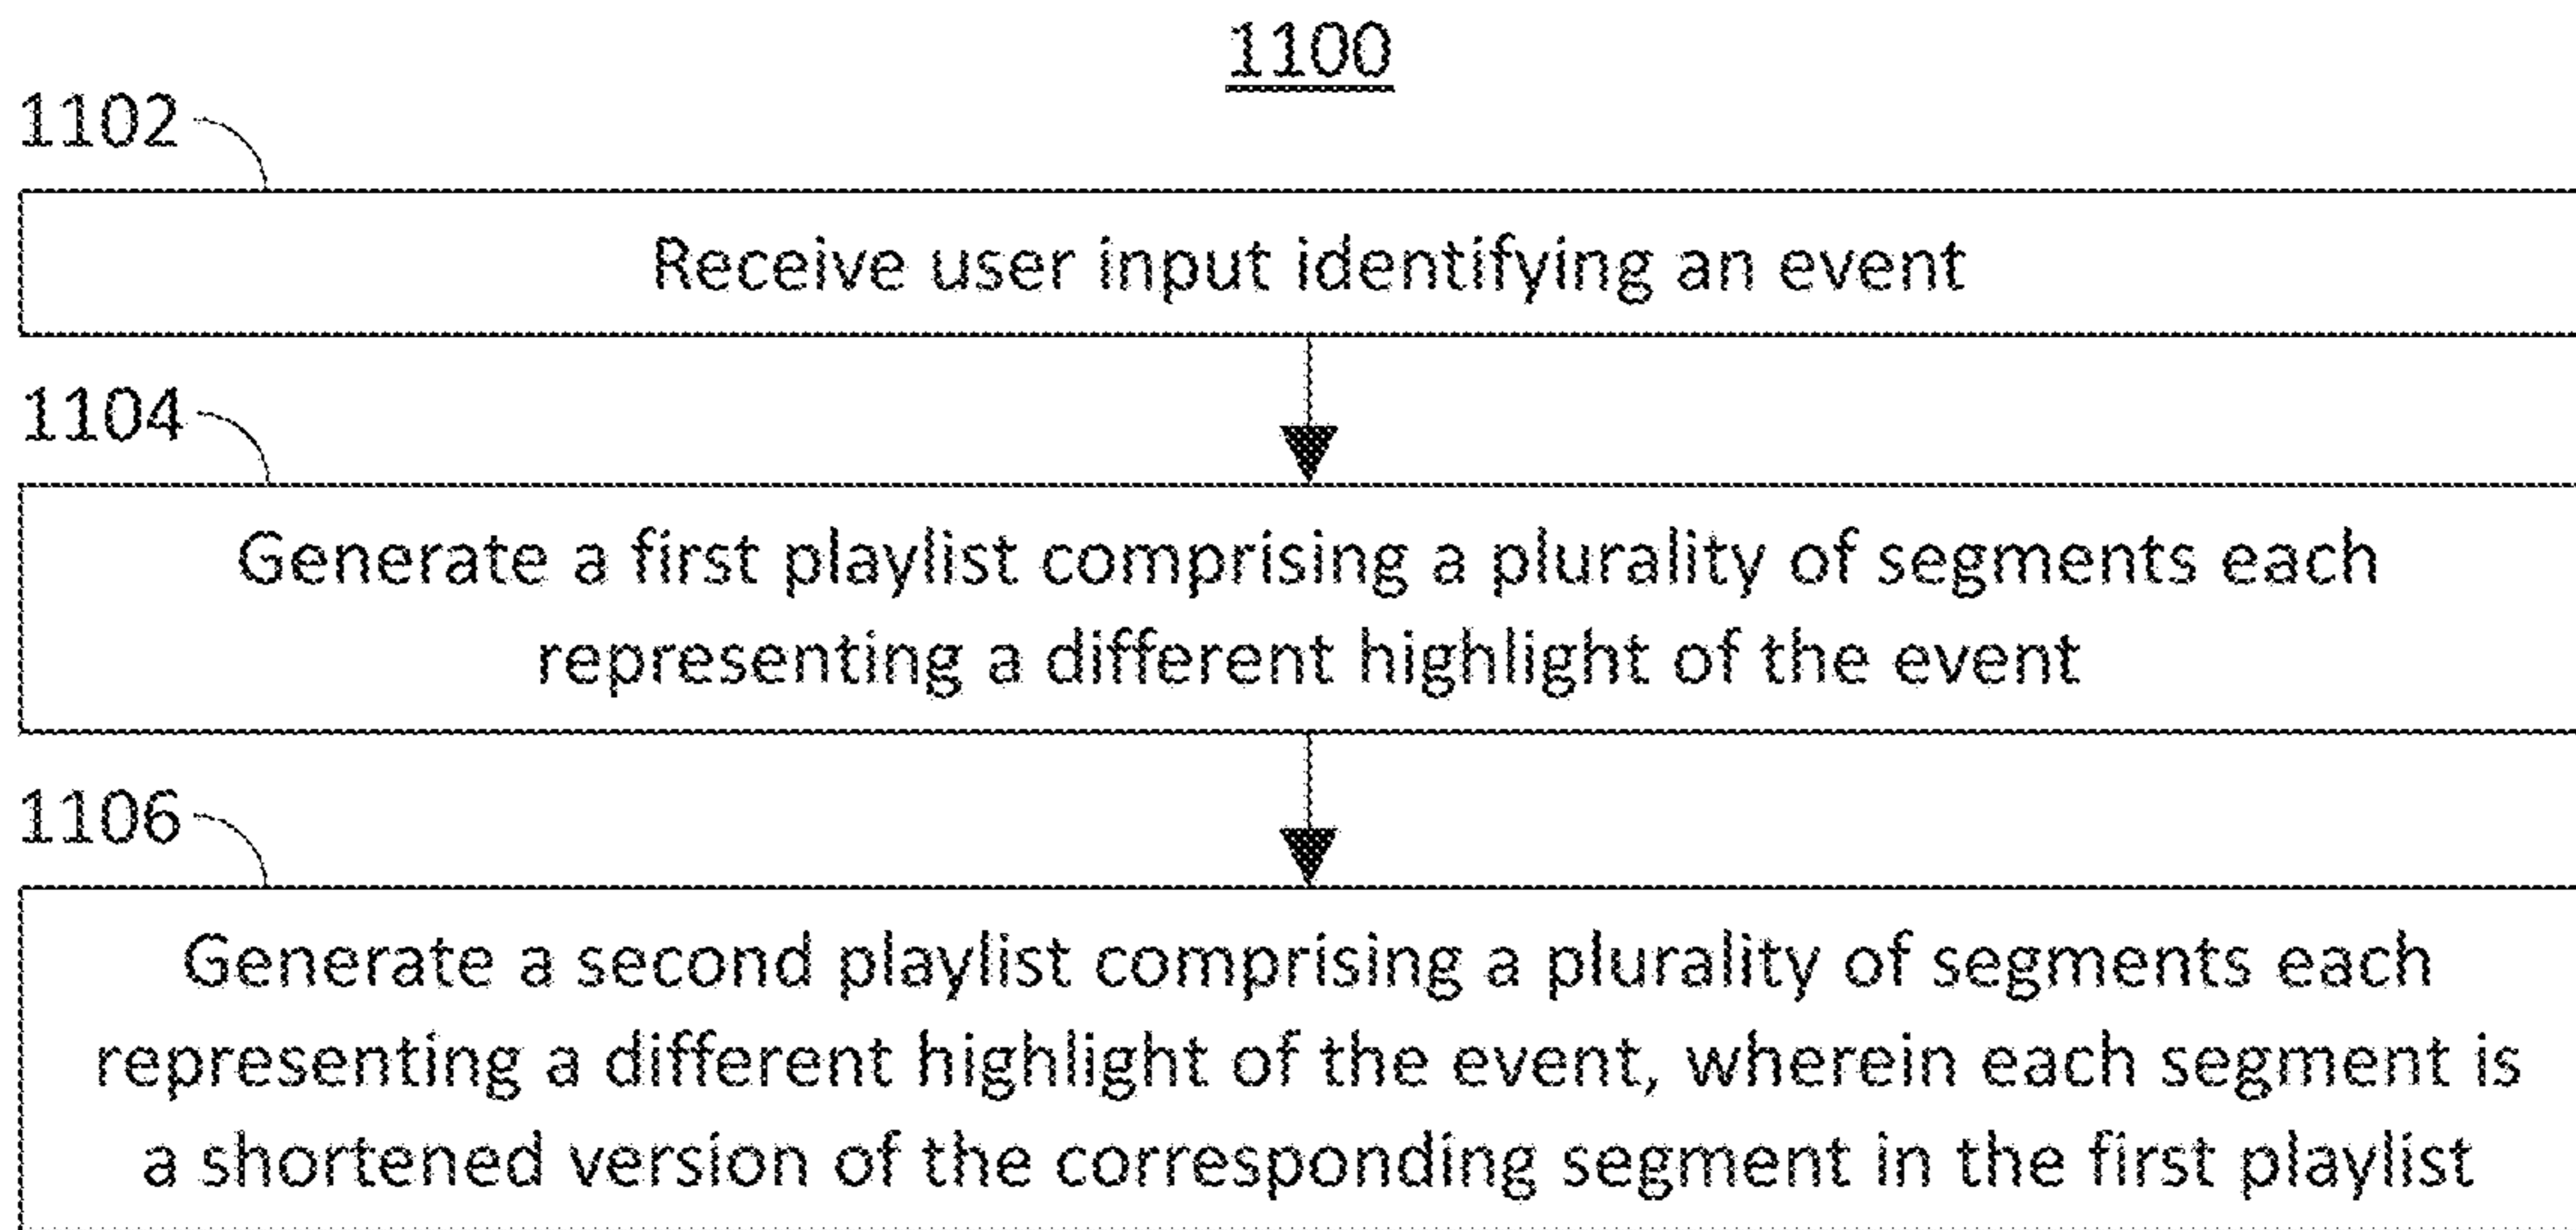 1100
1102
Receive user input identifying an event
1104
Generate a first playlist comprising a plurality of segments each
representing a different highlight of the event
1106
Generate a second playlist comprising a plurality of segments each
representing a different highlight of the event, wherein each segment is
a shortened version of the corresponding segment in the first playlist